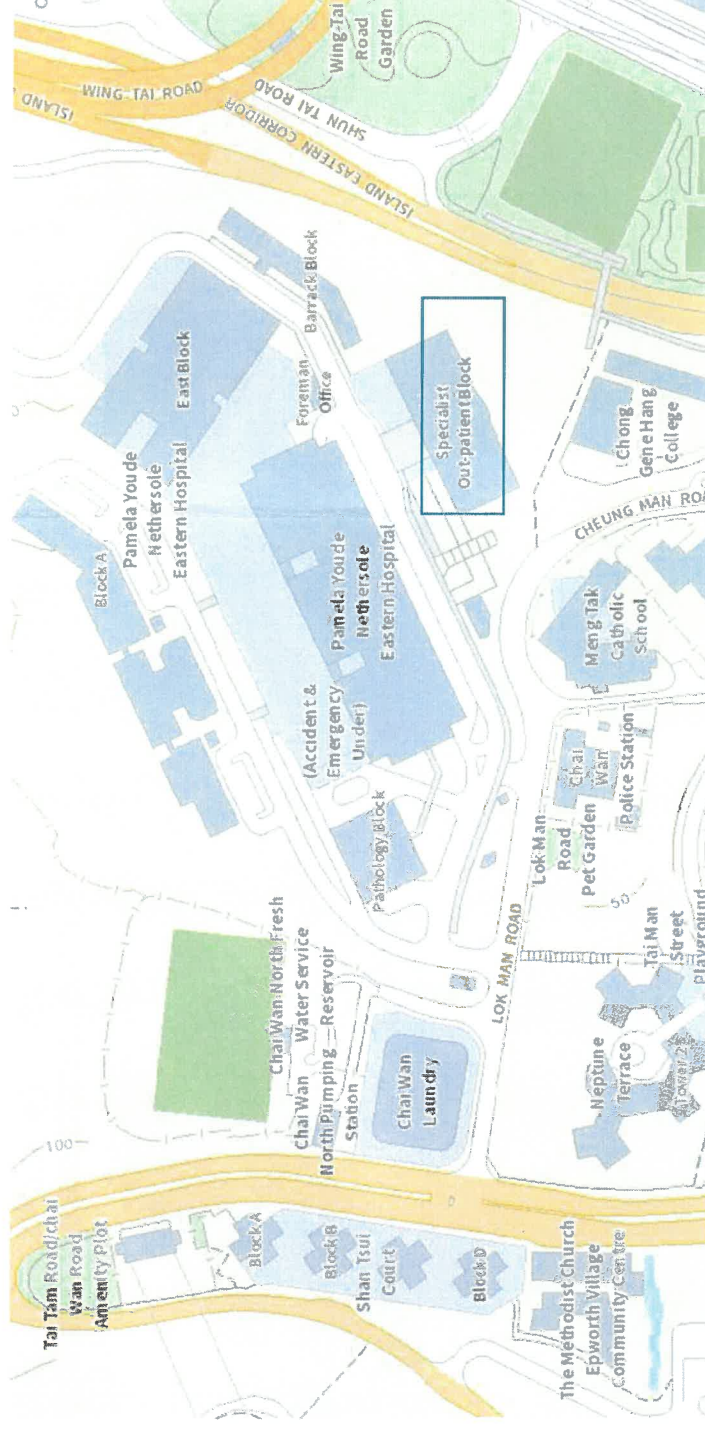 WING-TAI ROAD
ISLAND
SHUN TAI ROAD
ISLAND EASTERN CORRIDOR
Wing-Tai
Road
Garden
Barrack Block
East Block
Foreman
Office
Pamela Youde
Nethersole
Eastern Hospital
Block A
Specialist
Out-patient Block
Chong
Gene Hang
College
CHEUNG MAN ROA
Pamela Youde
Nethersole
Eastern Hospital
(Accident &
Emergency
Under)
Meng Tak
Catholic
School
Pathology Block
Chai
Wan
Police Station
Lok Man
Road
Pet Garden
50
LOK MAN ROAD
Tai Man
Street
Playground
Chai Wan North Fresh
Water Service
Reservoir
Chai Wan
North Pumping
Station
Chai Wan
Laundry
Neptune
Terrace
Tower 2
100
Tai Tam Road/chai
Wan Road
Amenity Plot
Block A
Block B
Shan Tsui
Court
Block D
The Methodist Church
Epworth Village
Community Centre